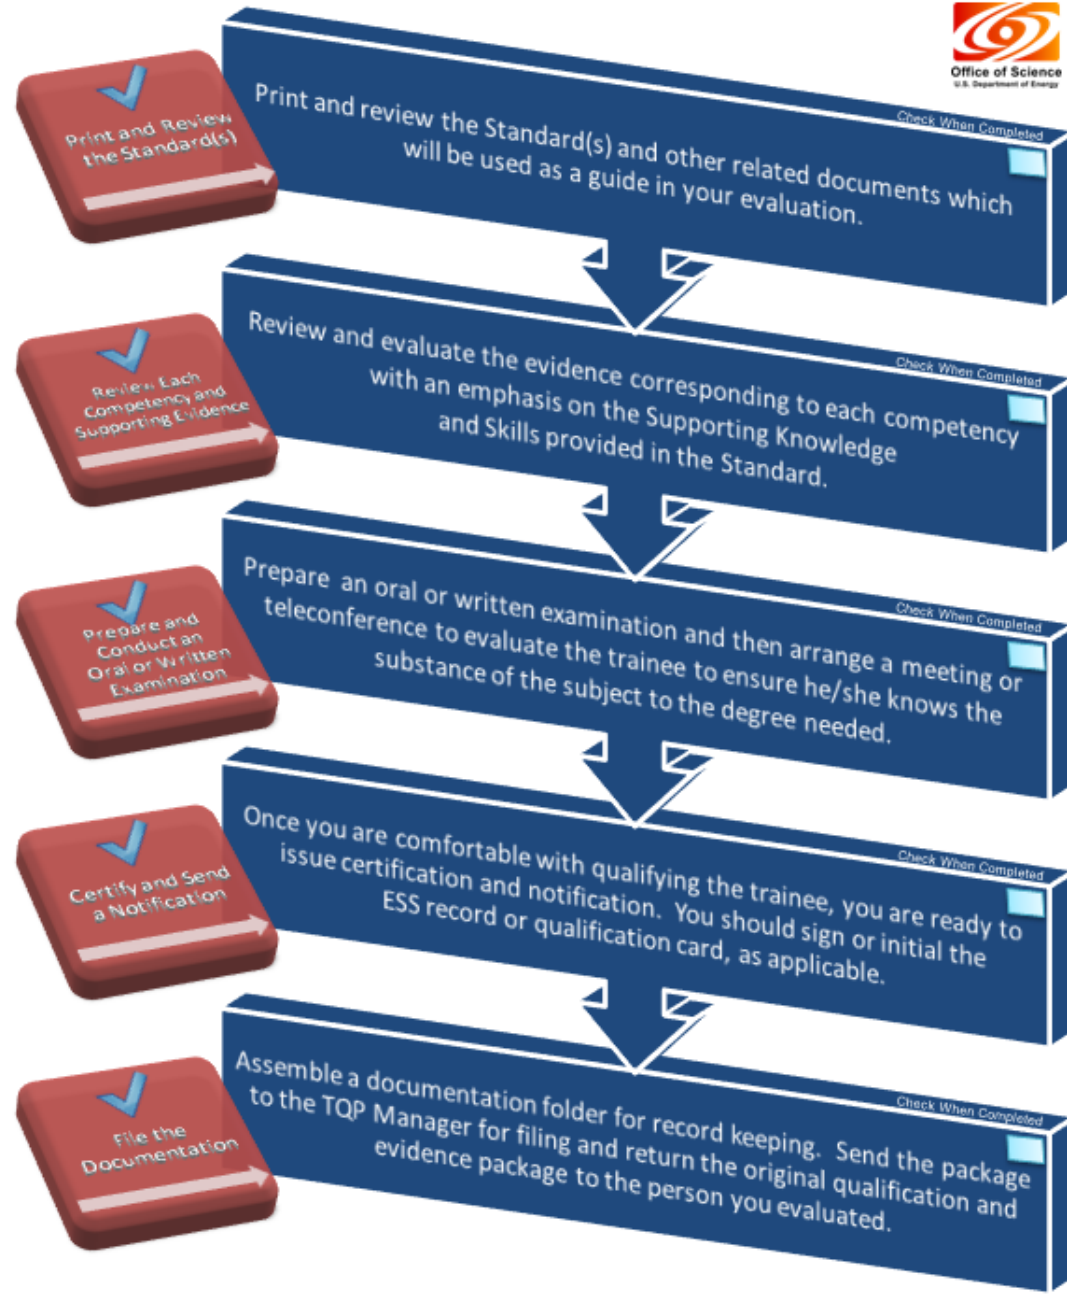 Office of Science
U.S. Department of Energy
Print and Review
the Standard(s)
Check When Completed
Print and review the Standard(s) and other related documents which
will be used as a guide in your evaluation.
Review Each
Competency and
Supporting Evidence
Check When Completed
Review and evaluate the evidence corresponding to each competency
with an emphasis on the Supporting Knowledge
and Skills provided in the Standard.
Prepare and
Conduct an
Oral or Written
Examination
Check When Completed
Prepare an oral or written examination and then arrange a meeting or
teleconference to evaluate the trainee to ensure he/she knows the
substance of the subject to the degree needed.
Certify and Send
a Notification
Check When Completed
Once you are comfortable with qualifying the trainee, you are ready to
issue certification and notification. You should sign or initial the
ESS record or qualification card, as applicable.
File the
Documentation
Check When Completed
Assemble a documentation folder for record keeping. Send the package
to the TQP Manager for filing and return the original qualification and
evidence package to the person you evaluated.